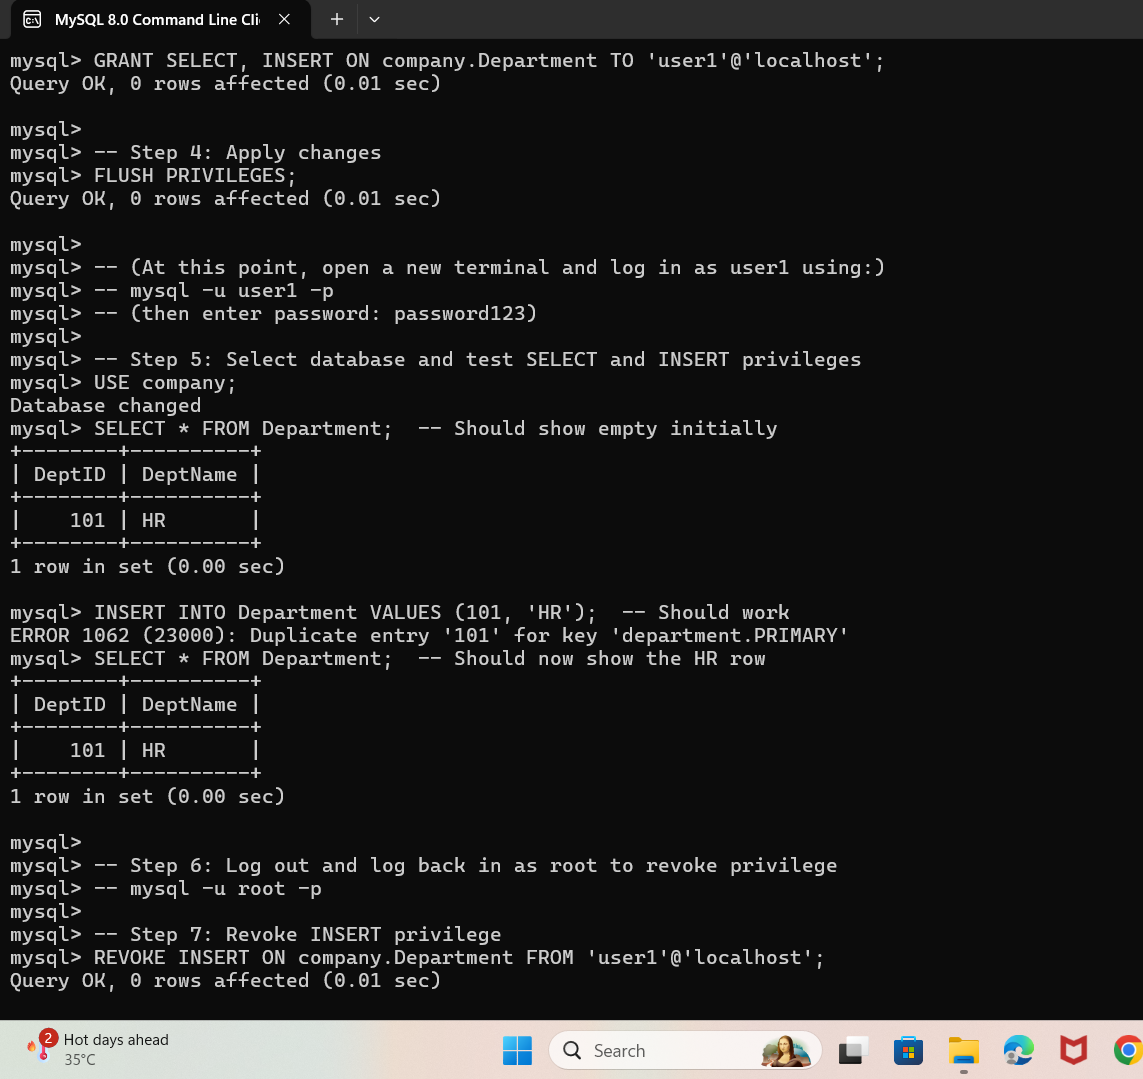 MySQL 8.0 Command Line Cli
mysql> GRANT SELECT, INSERT ON company.Department TO 'user1'@'localhost';
Query OK, 0 rows affected (0.01 sec)
mysql>
mysql> -- Step 4: Apply changes
mysql> FLUSH PRIVILEGES;
Query OK, 0 rows affected (0.01 sec)
mysql>
mysql> -- (At this point, open a new terminal and log in as user1 using:)
mysql> -- mysql -u user1 -p
mysql> -- (then enter password: password123)
mysql>
mysql> -- Step 5: Select database and test SELECT and INSERT privileges
mysql> USE company;
Database changed
mysql> SELECT * FROM Department;  -- Should show empty initially
+--------+----------+
| DeptID | DeptName |
+--------+----------+
|    101 | HR       |
+--------+----------+
1 row in set (0.00 sec)
mysql> INSERT INTO Department VALUES (101, 'HR');  -- Should work
ERROR 1062 (23000): Duplicate entry '101' for key 'department.PRIMARY'
mysql> SELECT * FROM Department;  -- Should now show the HR row
+--------+----------+
| DeptID | DeptName |
+--------+----------+
|    101 | HR       |
+--------+----------+
1 row in set (0.00 sec)
mysql>
mysql> -- Step 6: Log out and log back in as root to revoke privilege
mysql> -- mysql -u root -p
mysql>
mysql> -- Step 7: Revoke INSERT privilege
mysql> REVOKE INSERT ON company.Department FROM 'user1'@'localhost';
Query OK, 0 rows affected (0.01 sec)
2
Hot days ahead
35°C
Search